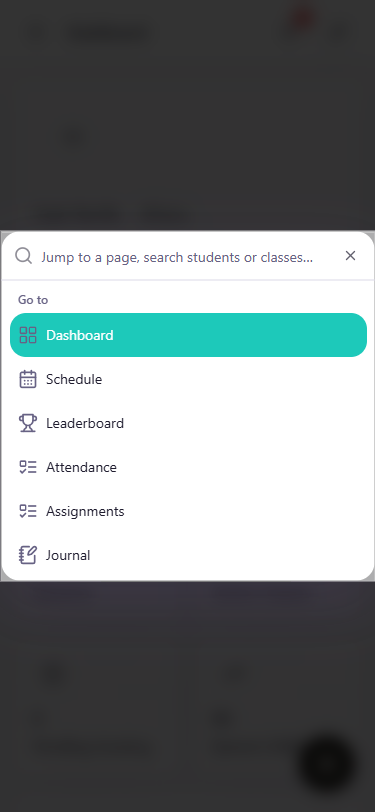 Jump to a page, search students or classes...
Go to
Dashboard
Schedule
Leaderboard
Attendance
Assignments
Journal